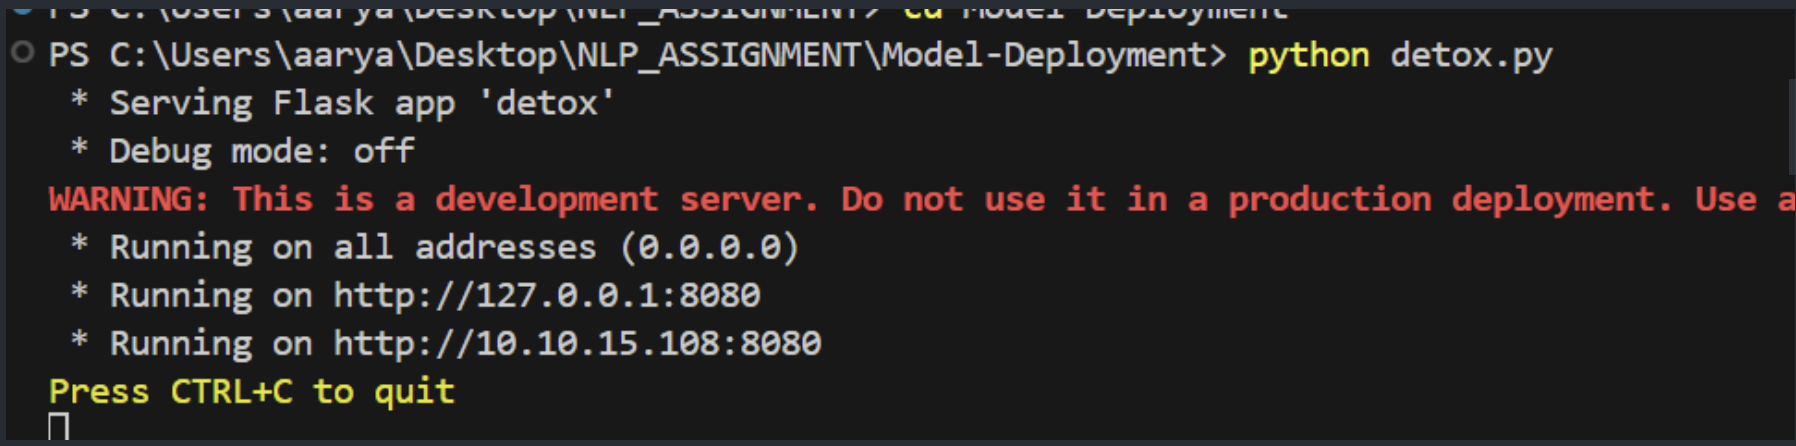 PS C:\Users\aarya\Desktop\NLP_ASSIGNMENT> cd Model-Deployment
PS C:\Users\aarya\Desktop\NLP_ASSIGNMENT\Model-Deployment> python detox.py
* Serving Flask app 'detox'
* Debug mode: off
WARNING: This is a development server. Do not use it in a production deployment. Use a
* Running on all addresses (0.0.0.0)
* Running on http://127.0.0.1:8080
* Running on http://10.10.15.108:8080
Press CTRL+C to quit